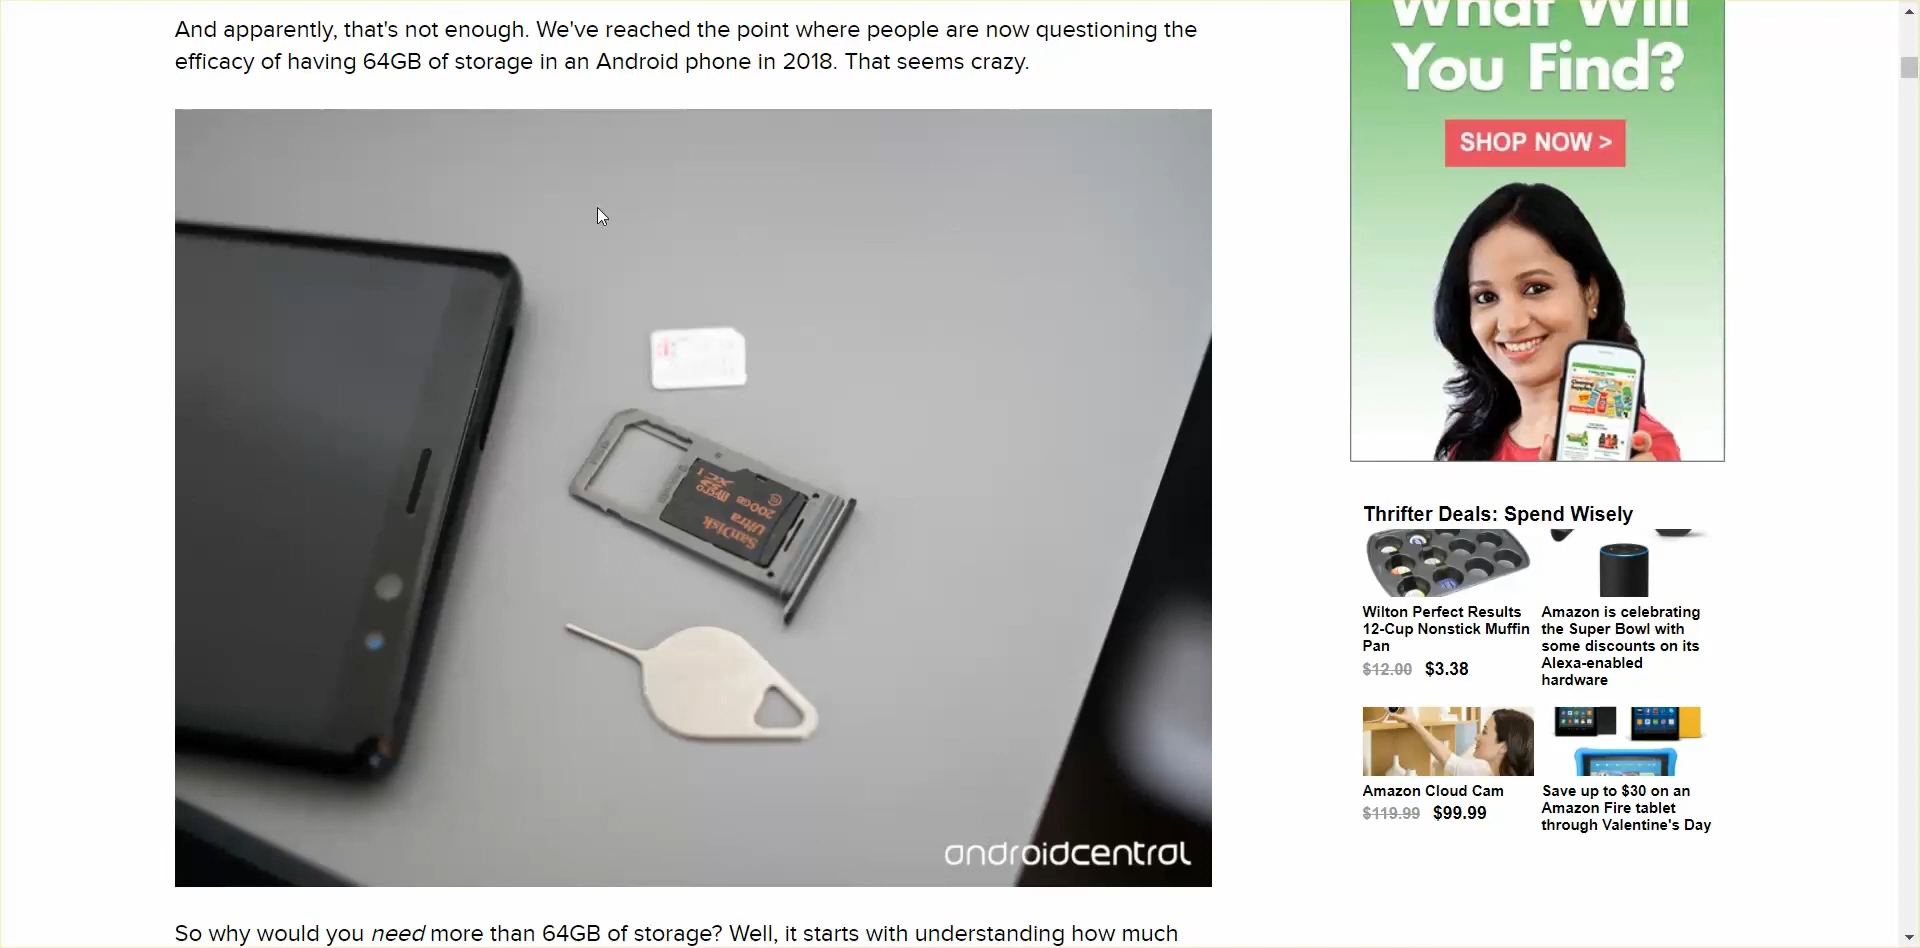 And apparently, that's not enough. We've reached the point where people are now questioning the
efficacy of having 64GB of storage in an Android phone in 2018. That seems crazy.
SanDisk
Ultra
200GB
micro
XC I
androidcentral
So why would you need more than 64GB of storage? Well, it starts with understanding how much
What Will
You Find?
SHOP NOW >
Thrifter Deals: Spend Wisely
Wilton Perfect Results
12-Cup Nonstick Muffin
Pan
$12.00 $3.38
Amazon is celebrating
the Super Bowl with
some discounts on its
Alexa-enabled
hardware
Amazon Cloud Cam
$119.99 $99.99
Save up to $30 on an
Amazon Fire tablet
through Valentine's Day